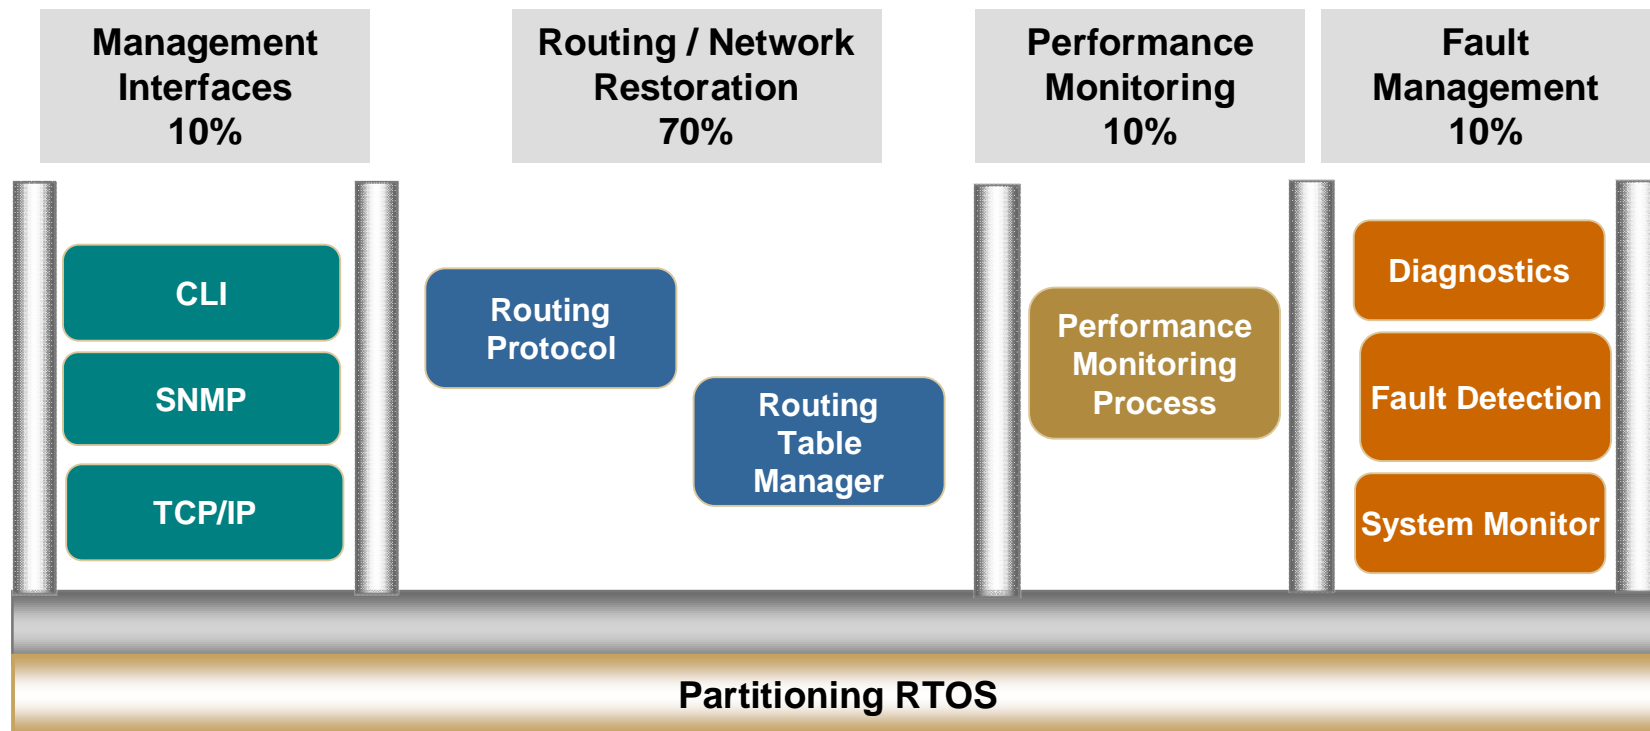 Management
Interfaces
10%
Routing / Network
Restoration
70%
Performance
Monitoring
10%
Fault
Management
10%
CLI
SNMP
TCP/IP
Routing
Protocol
Routing
Table
Manager
Performance
Monitoring
Process
Diagnostics
Fault Detection
System Monitor
Partitioning RTOS